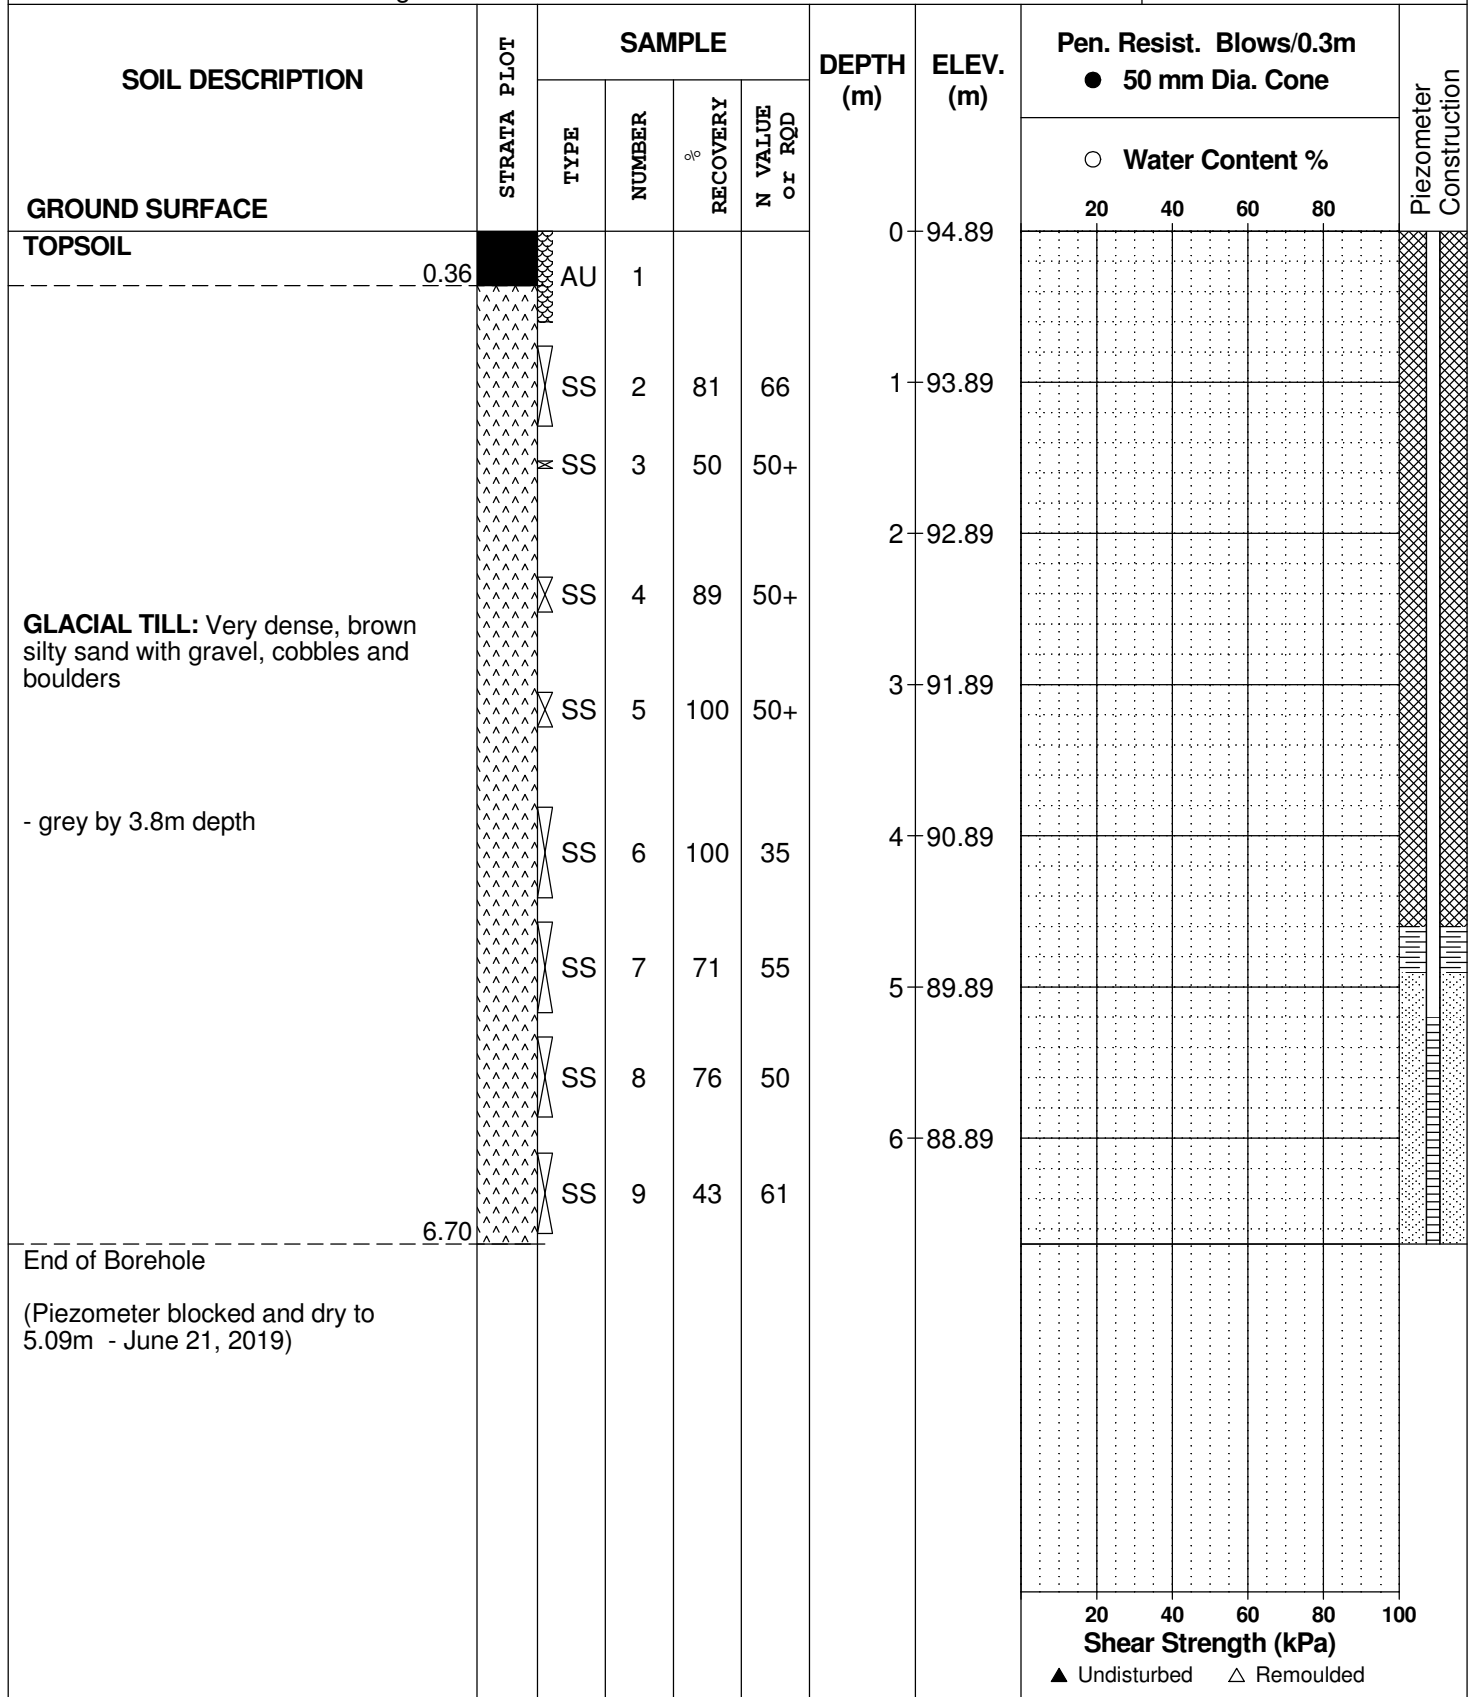 SOIL DESCRIPTION
GROUND SURFACE
STRATA PLOT
SAMPLE
TYPE
NUMBER
% RECOVERY
N VALUE
or RQD
DEPTH
(m)
ELEV.
(m)
Pen. Resist. Blows/0.3m
● 50 mm Dia. Cone
○ Water Content %
20 40 60 80
Piezometer
Construction
TOPSOIL
0.36
0 94.89
AU 1
SS 2 81 66
1 93.89
SS 3 50 50+
2 92.89
SS 4 89 50+
GLACIAL TILL: Very dense, brown
silty sand with gravel, cobbles and
boulders
3 91.89
SS 5 100 50+
- grey by 3.8m depth
4 90.89
SS 6 100 35
SS 7 71 55
5 89.89
SS 8 76 50
6 88.89
SS 9 43 61
6.70
End of Borehole
(Piezometer blocked and dry to
5.09m - June 21, 2019)
20 40 60 80 100
Shear Strength (kPa)
▲ Undisturbed △ Remoulded